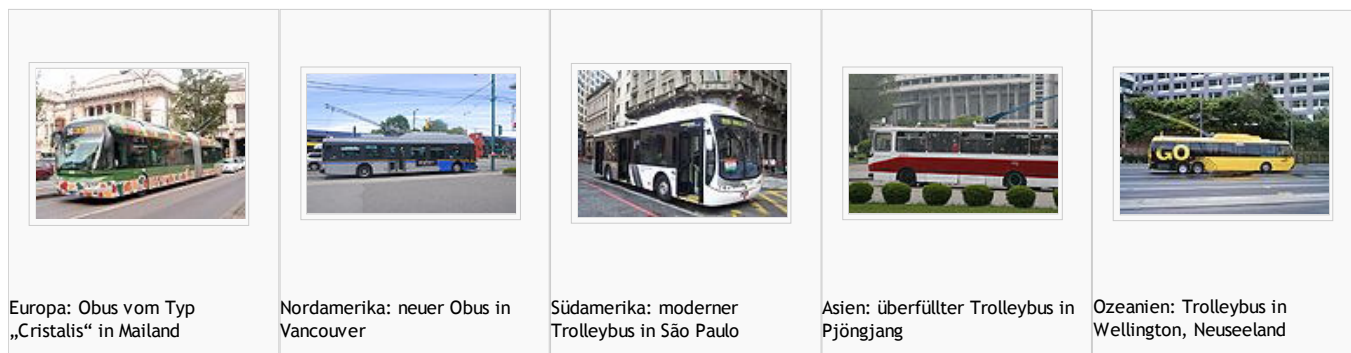 Europa: Obus vom Typ
„Cristalis“ in Mailand
Nordamerika: neuer Obus in
Vancouver
Südamerika: moderner
Trolleybus in São Paulo
Asien: überfüllter Trolleybus in
Pjöngjang
Ozeanien: Trolleybus in
Wellington, Neuseeland
GO